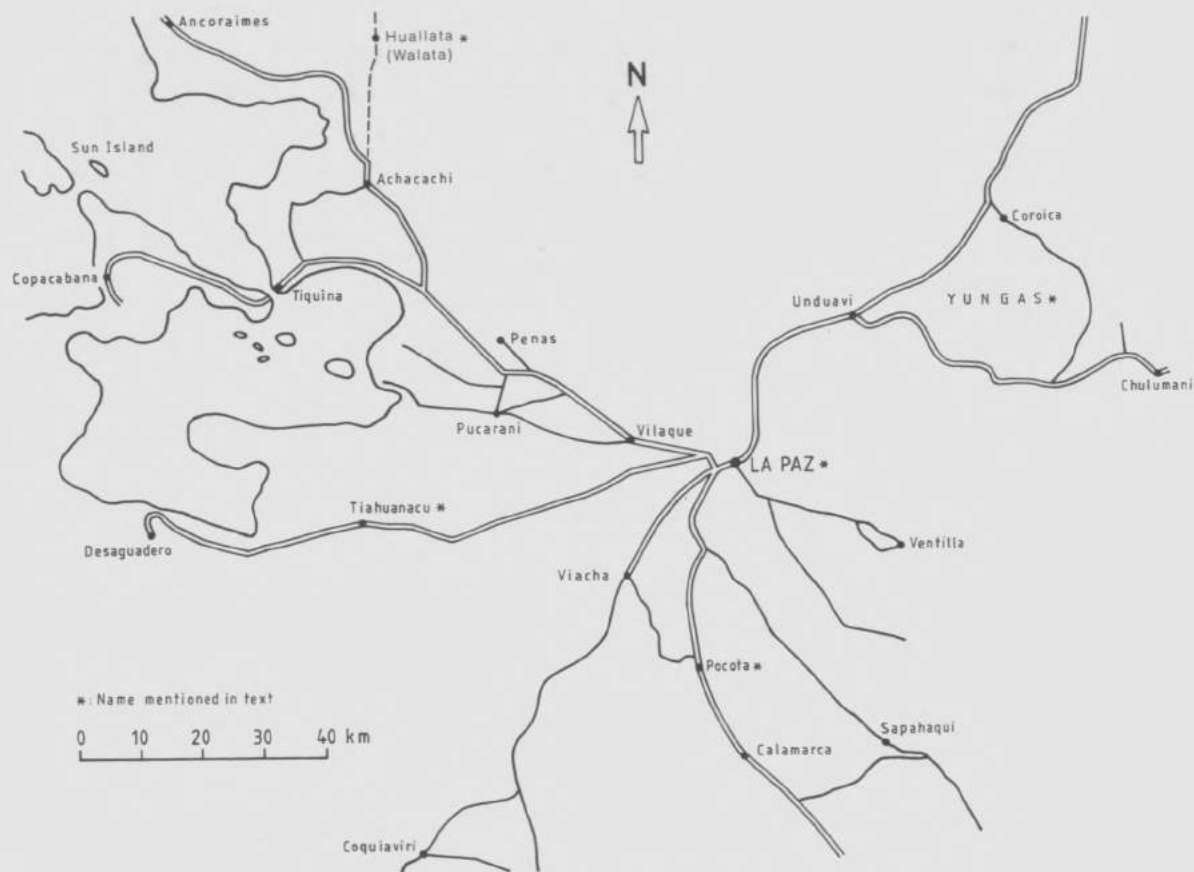 Ancoraimes
Huallata *
(Walata)
N
Sun Island
Achacachi
Coroica
Copacabana
Tiquina
Unduavi
YUNGAS *
Penas
Chulumani
Pucarani
Vilaque
LA PAZ *
Tiahuanacu *
Desaguadero
Ventilla
Viacha
Pocota *
*: Name mentioned in text
Sapahaqui
0 10 20 30 40 km
Calamarca
Coquiaviri